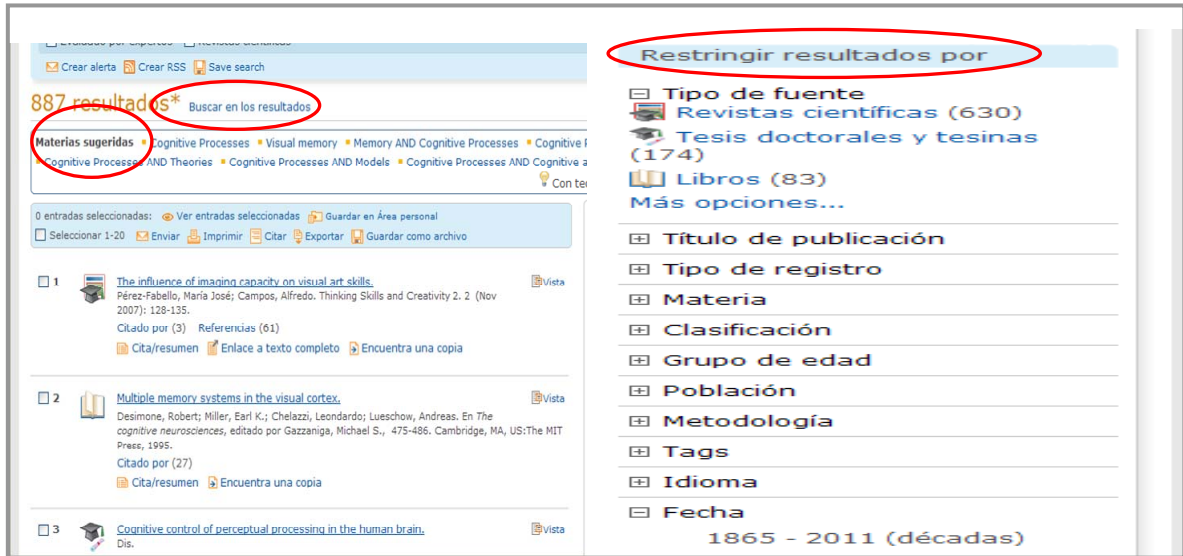 Evaluado por expertos Revistas científicas
Crear alerta Crear RSS Save search
887 resultados* Buscar en los resultados
Materias sugeridas Cognitive Processes Visual memory Memory AND Cognitive Processes Cognitive
Cognitive Processes AND Theories Cognitive Processes AND Models Cognitive Processes AND Cognitive
Con
0 entradas seleccionadas: Ver entradas seleccionadas Guardar en Área personal
Seleccionar 1-20 Enviar Imprimir Citar Exportar Guardar como archivo
1 The influence of imaging capacity on visual art skills. Vista
Pérez-Fabello, María José; Campos, Alfredo. Thinking Skills and Creativity 2. 2 (Nov
2007): 128-135.
Citado por (3) Referencias (61)
Cita/resumen Enlace a texto completo Encuentra una copia
2 Multiple memory systems in the visual cortex. Vista
Desimone, Robert; Miller, Earl K.; Chelazzi, Leonardo; Lueschow, Andreas. En The
cognitive neurosciences, editado por Gazzaniga, Michael S., 475-486. Cambridge, MA, US:The MIT
Press, 1995.
Citado por (27)
Cita/resumen Encuentra una copia
3 Cognitive control of perceptual processing in the human brain. Vista
Dis.
Restringir resultados por
Tipo de fuente
Revistas científicas (630)
Tesis doctorales y tesinas
(174)
Libros (83)
Más opciones...
Título de publicación
Tipo de registro
Materia
Clasificación
Grupo de edad
Población
Metodología
Tags
Idioma
Fecha
1865 - 2011 (décadas)